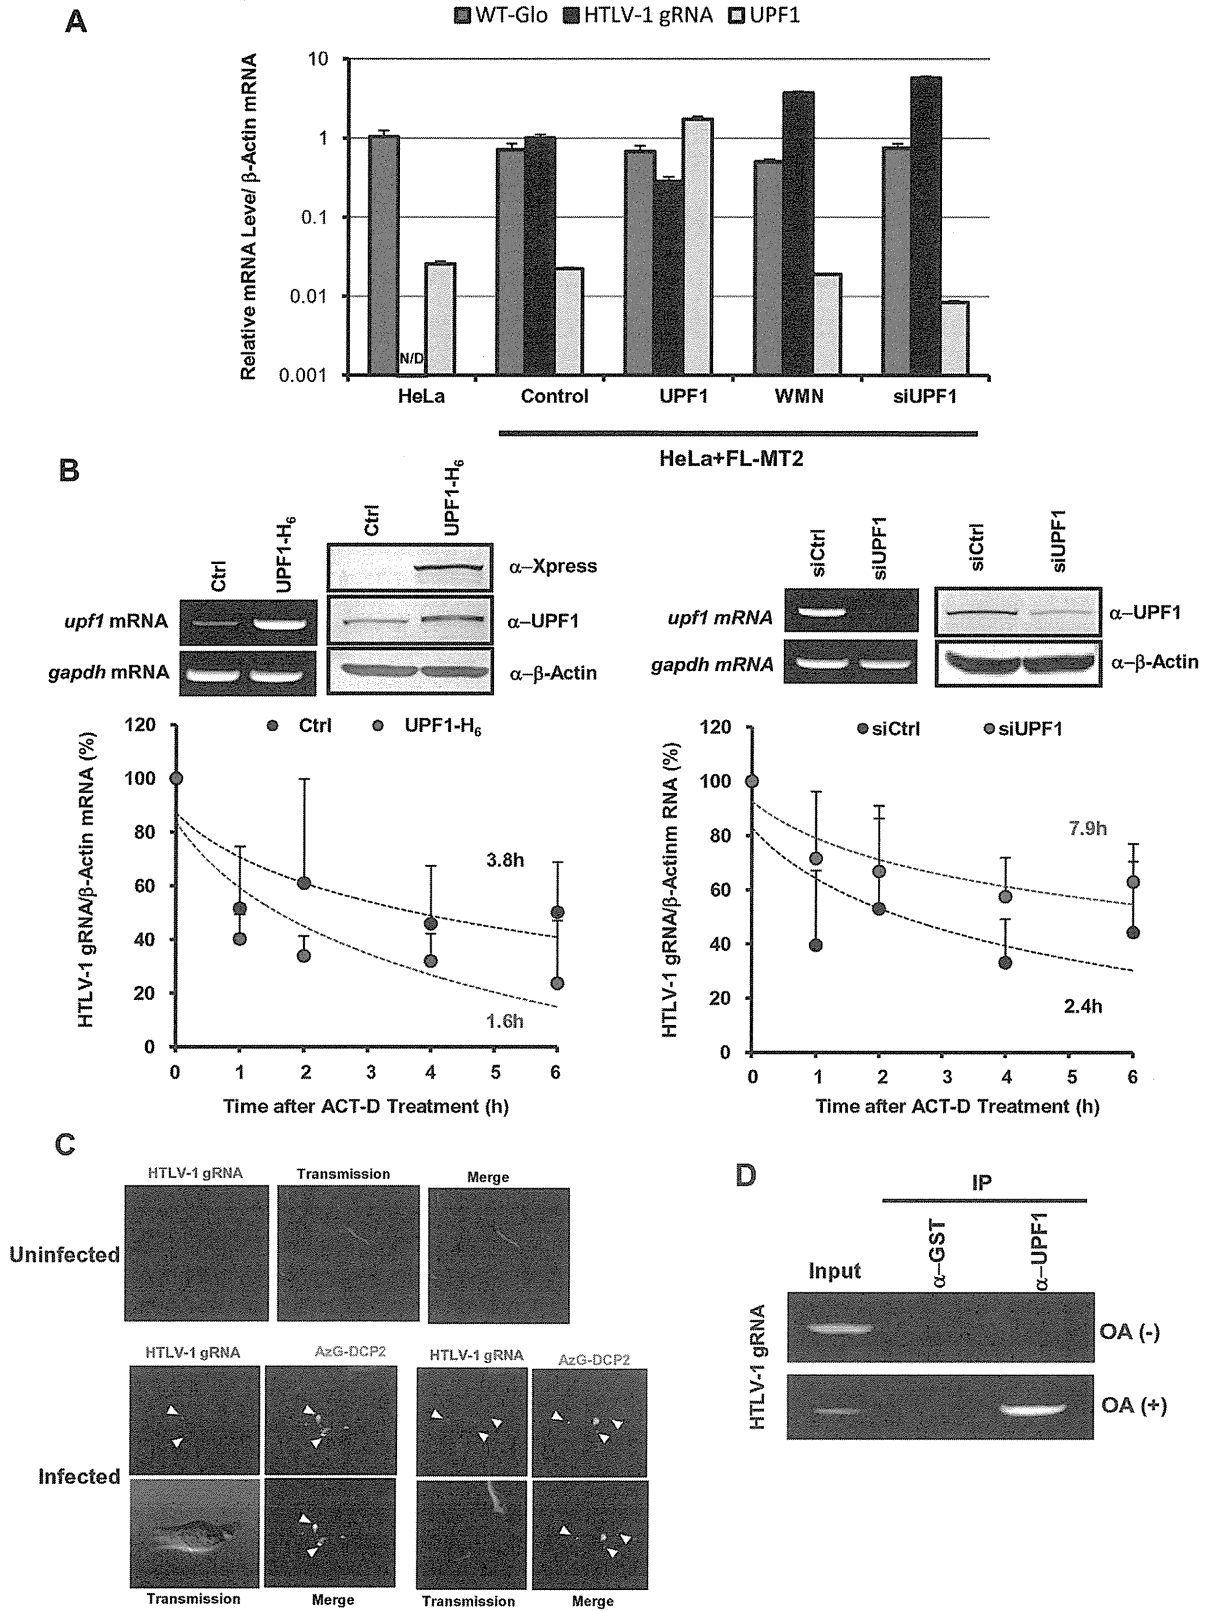 A
WT-Glo HTLV-1 gRNA UPF1
Relative mRNA Leve/ β-Actin mRNA
10
1
0.1
0.01
0.001
N/D
HeLa Control UPF1 WMN siUPF1
HeLa+FL-MT2
B
Ctrl UPF1-H6 Ctrl UPF1-H6
α-Xpress
upf1 mRNA α-UPF1
gapdh mRNA α-β-Actin
siCtrl siUPF1 siCtrl siUPF1
upf1 mRNA α-UPF1
gapdh mRNA α-β-Actin
Ctrl UPF1-H6
HTLV-1 gRNA/β-Actin mRNA (%)
120
100
80
60
40
20
0
3.8h
1.6h
0 1 2 3 4 5 6
Time after ACT-D Treatment (h)
siCtrl siUPF1
HTLV-1 gRNA/β-Actinm RNA (%)
120
100
80
60
40
20
0
7.9h
2.4h
0 1 2 3 4 5 6
Time after ACT-D Treatment (h)
C
HTLV-1 gRNA Transmission Merge
Uninfected
HTLV-1 gRNA AzG-DCP2 HTLV-1 gRNA AzG-DCP2
Infected
Transmission Merge Transmission Merge
D
IP
Input α-GST α-UPF1
HTLV-1 gRNA
OA (-)
OA (+)